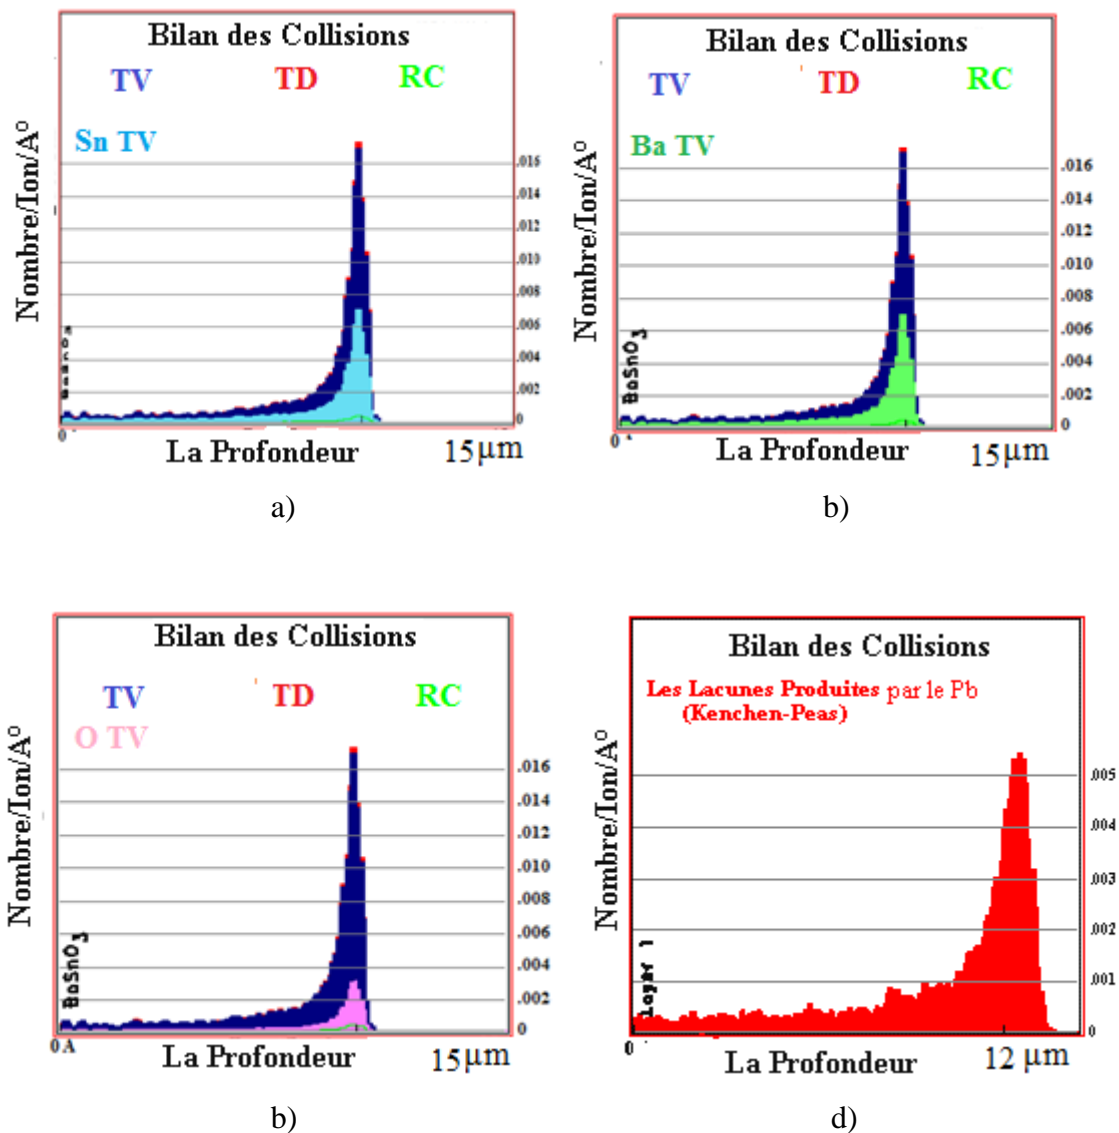 Bilan des Collisions
TV TD RC
Sn TV
Nombre/Ion/A°
.016
.014
.012
.010
.008
.006
.004
.002
0
0
La Profondeur
15µm
a)
Bilan des Collisions
TV TD RC
Ba TV
Nombre/Ion/A°
BaSnO3
.016
.014
.012
.010
.008
.006
.004
.002
0
0
La Profondeur
15µm
b)
Bilan des Collisions
TV TD RC
O TV
Nombre/Ion/A°
BaSnO3
.016
.014
.012
.010
.008
.006
.004
.002
0
0 A
La Profondeur
15µm
b)
Bilan des Collisions
Les Lacunes Produites par le Pb
(Kenchen-Peas)
Nombre/Ion/A°
Layer 1
.005
.004
.003
.002
.001
0
0
La Profondeur
12 µm
d)